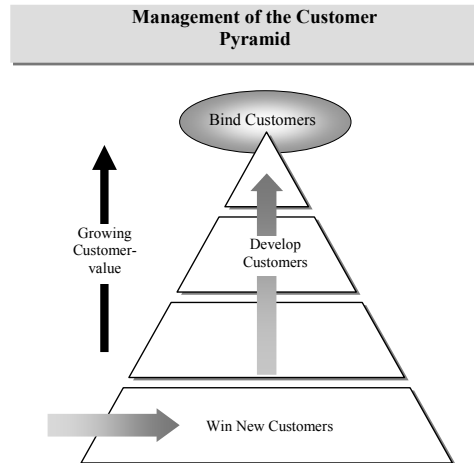 Management of the Customer
Pyramid
Bind Customers
Growing
Customer-
value
Develop
Customers
Win New Customers